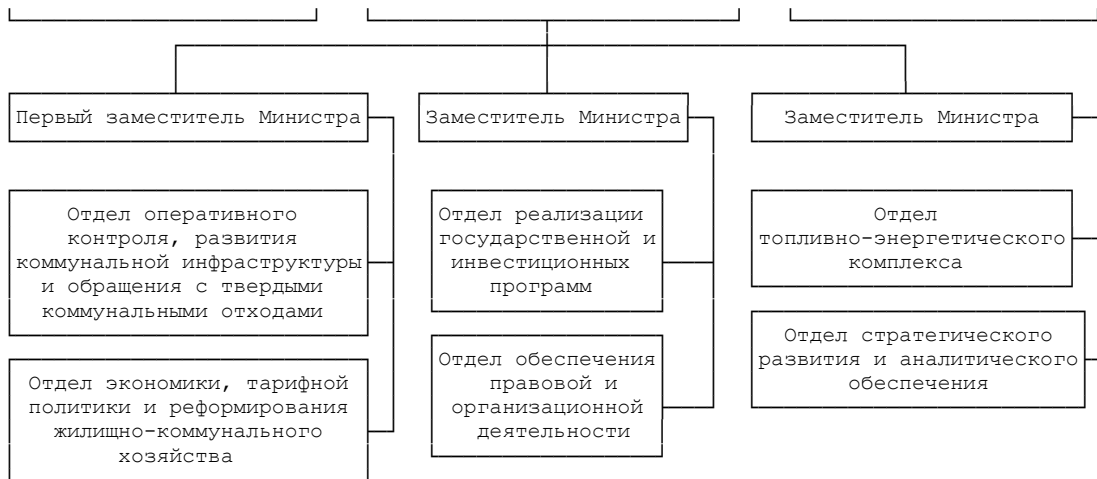 Первый заместитель Министра
Заместитель Министра
Заместитель Министра
Отдел оперативного
контроля, развития
коммунальной инфраструктуры
и обращения с твердыми
коммунальными отходами
Отдел реализации
государственной и
инвестиционных
программ
Отдел
топливно-энергетического
комплекса
Отдел экономики, тарифной
политики и реформирования
жилищно-коммунального
хозяйства
Отдел обеспечения
правовой и
организационной
деятельности
Отдел стратегического
развития и аналитического
обеспечения